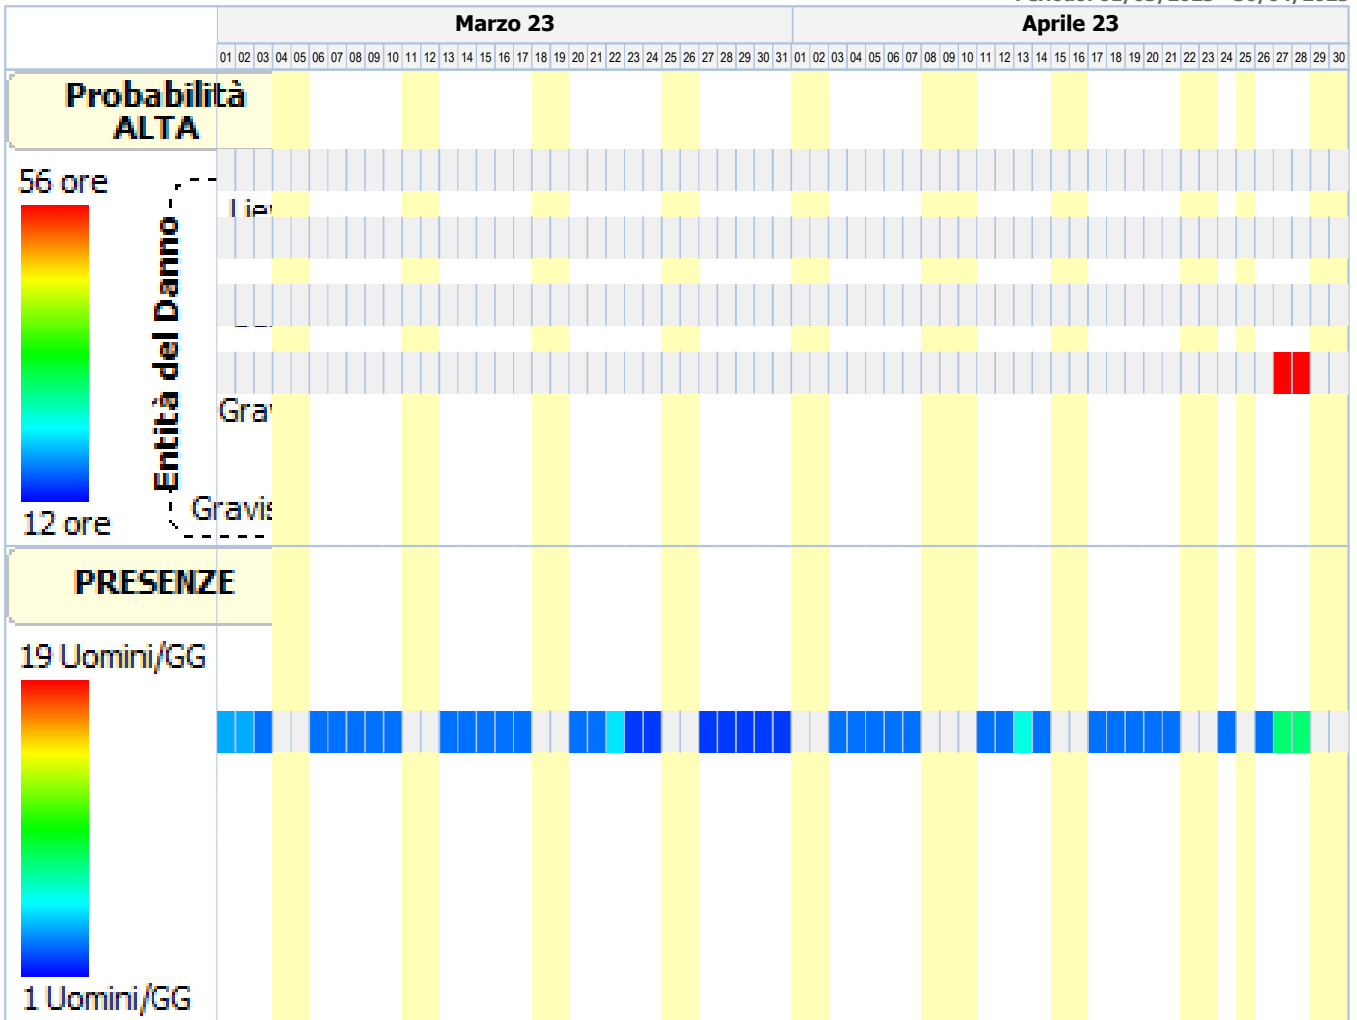 Marzo 23 Aprile 23
01 02 03 04 05 06 07 08 09 10 11 12 13 14 15 16 17 18 19 20 21 22 23 24 25 26 27 28 29 30 31 01 02 03 04 05 06 07 08 09 10 11 12 13 14 15 16 17 18 19 20 21 22 23 24 25 26 27 28 29 30
Probabilità
ALTA
56 ore
Entità del Danno
Gra
Gravis
12 ore
PRESENZE
19 Uomini/GG
1 Uomini/GG